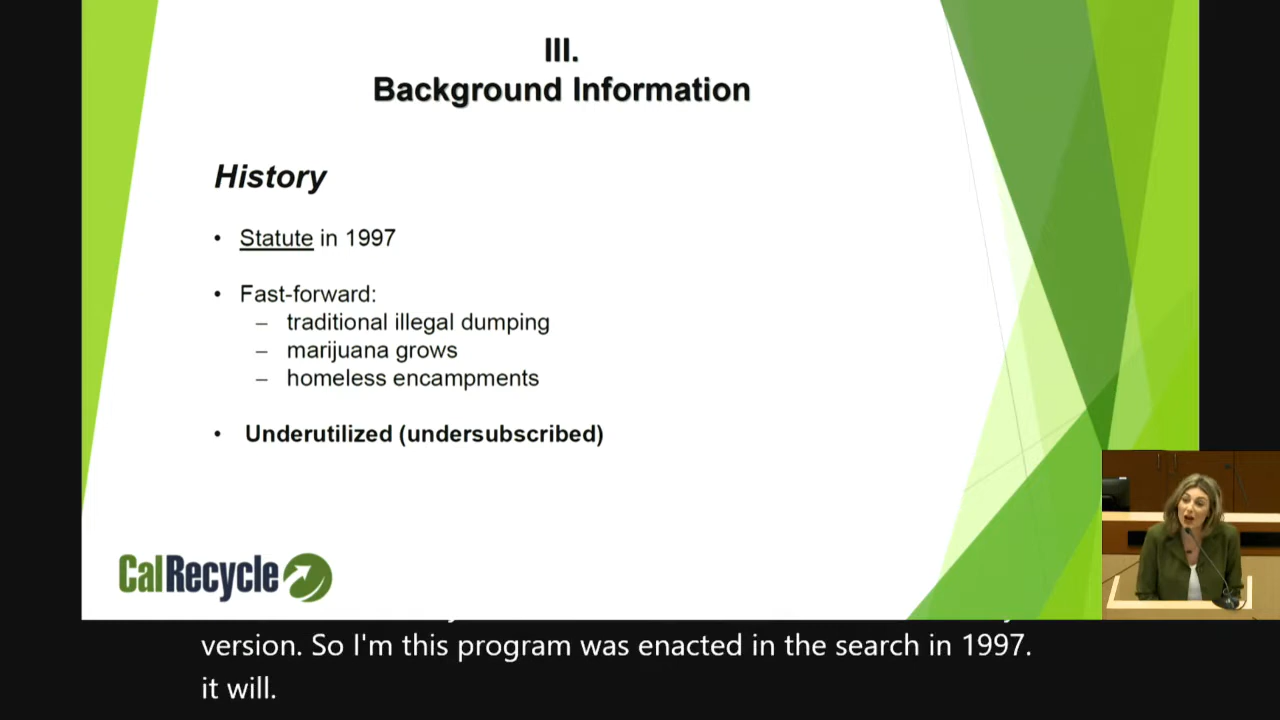 III.
Background Information
History
• Statute in 1997
• Fast-forward:
– traditional illegal dumping
– marijuana grows
– homeless encampments
• Underutilized (undersubscribed)
CalRecycle
version. So I'm this program was enacted in the search in 1997.
it will.